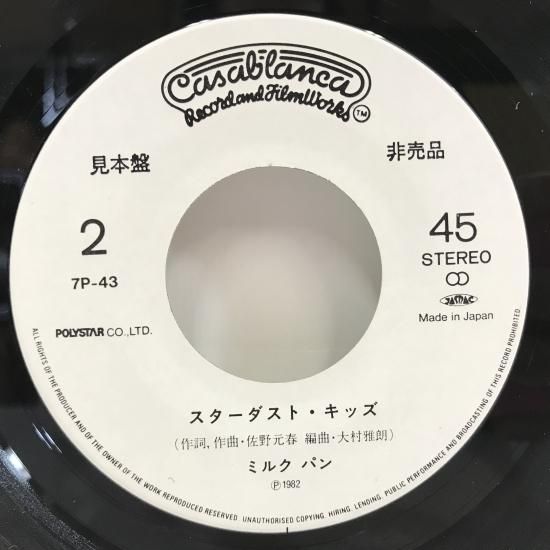 Casablanca
Record and FilmWorks TM
見本盤
非売品
2
45
STEREO
7P-43
JASRAC
POLYSTAR CO.,LTD.
Made in Japan
スターダスト・キッズ
(作詞,作曲・佐野元春 編曲・大村雅朗)
ミルク パン
Ⓟ1982
ALL RIGHTS OF THE PRODUCER AND OF THE OWNER OF THE WORK REPRODUCED RESERVED UNAUTHORISED COPYING, HIRING, LENDING, PUBLIC PERFORMANCE AND BROADCASTING OF THIS RECORD PROHIBITED